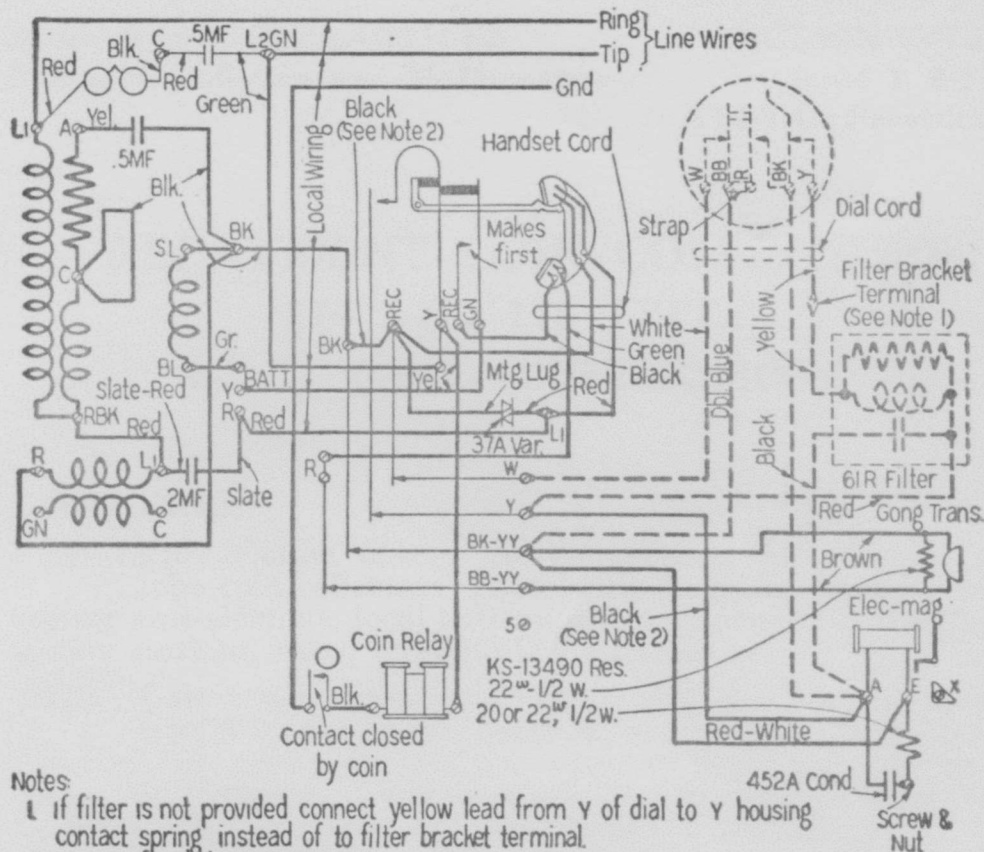 Ring
Tip
Line Wires
Gnd
.5MF
C
L2GN
Blk.
Red
Red
Green
L1
A
Yel.
.5MF
Black
(See Note 2)
Local Wiring
Handset Cord
Makes
first
Blk.
BK
SL
C
REC
Y
REC
GN
BK
W
BB
R
BK
Y
Strap
Dial Cord
Filter Bracket
Terminal
(See Note 1)
Yellow
White
Green
Black
BL
Gr.
BATT
Y
R
Yel.
Mtg Lug
Red
37A Var.
L1
Slate-Red
RBK
Red
Red
R
L1
2MF
Slate
GN
C
R
W
Y
BK-YY
BB-YY
S
Dbl Blue
Black
61R Filter
Red
Gong Trans.
Brown
Black
(See Note 2)
Elec-mag
Coin Relay
Blk.
Contact closed
by coin
KS-13490 Res.
22ω-1/2 w.
20 or 22,ω 1/2w.
A
E
X
Red-White
452A Cond.
Screw &
Nut
Notes:
1. If filter is not provided connect yellow lead from Y of dial to Y housing
contact spring instead of to filter bracket terminal.